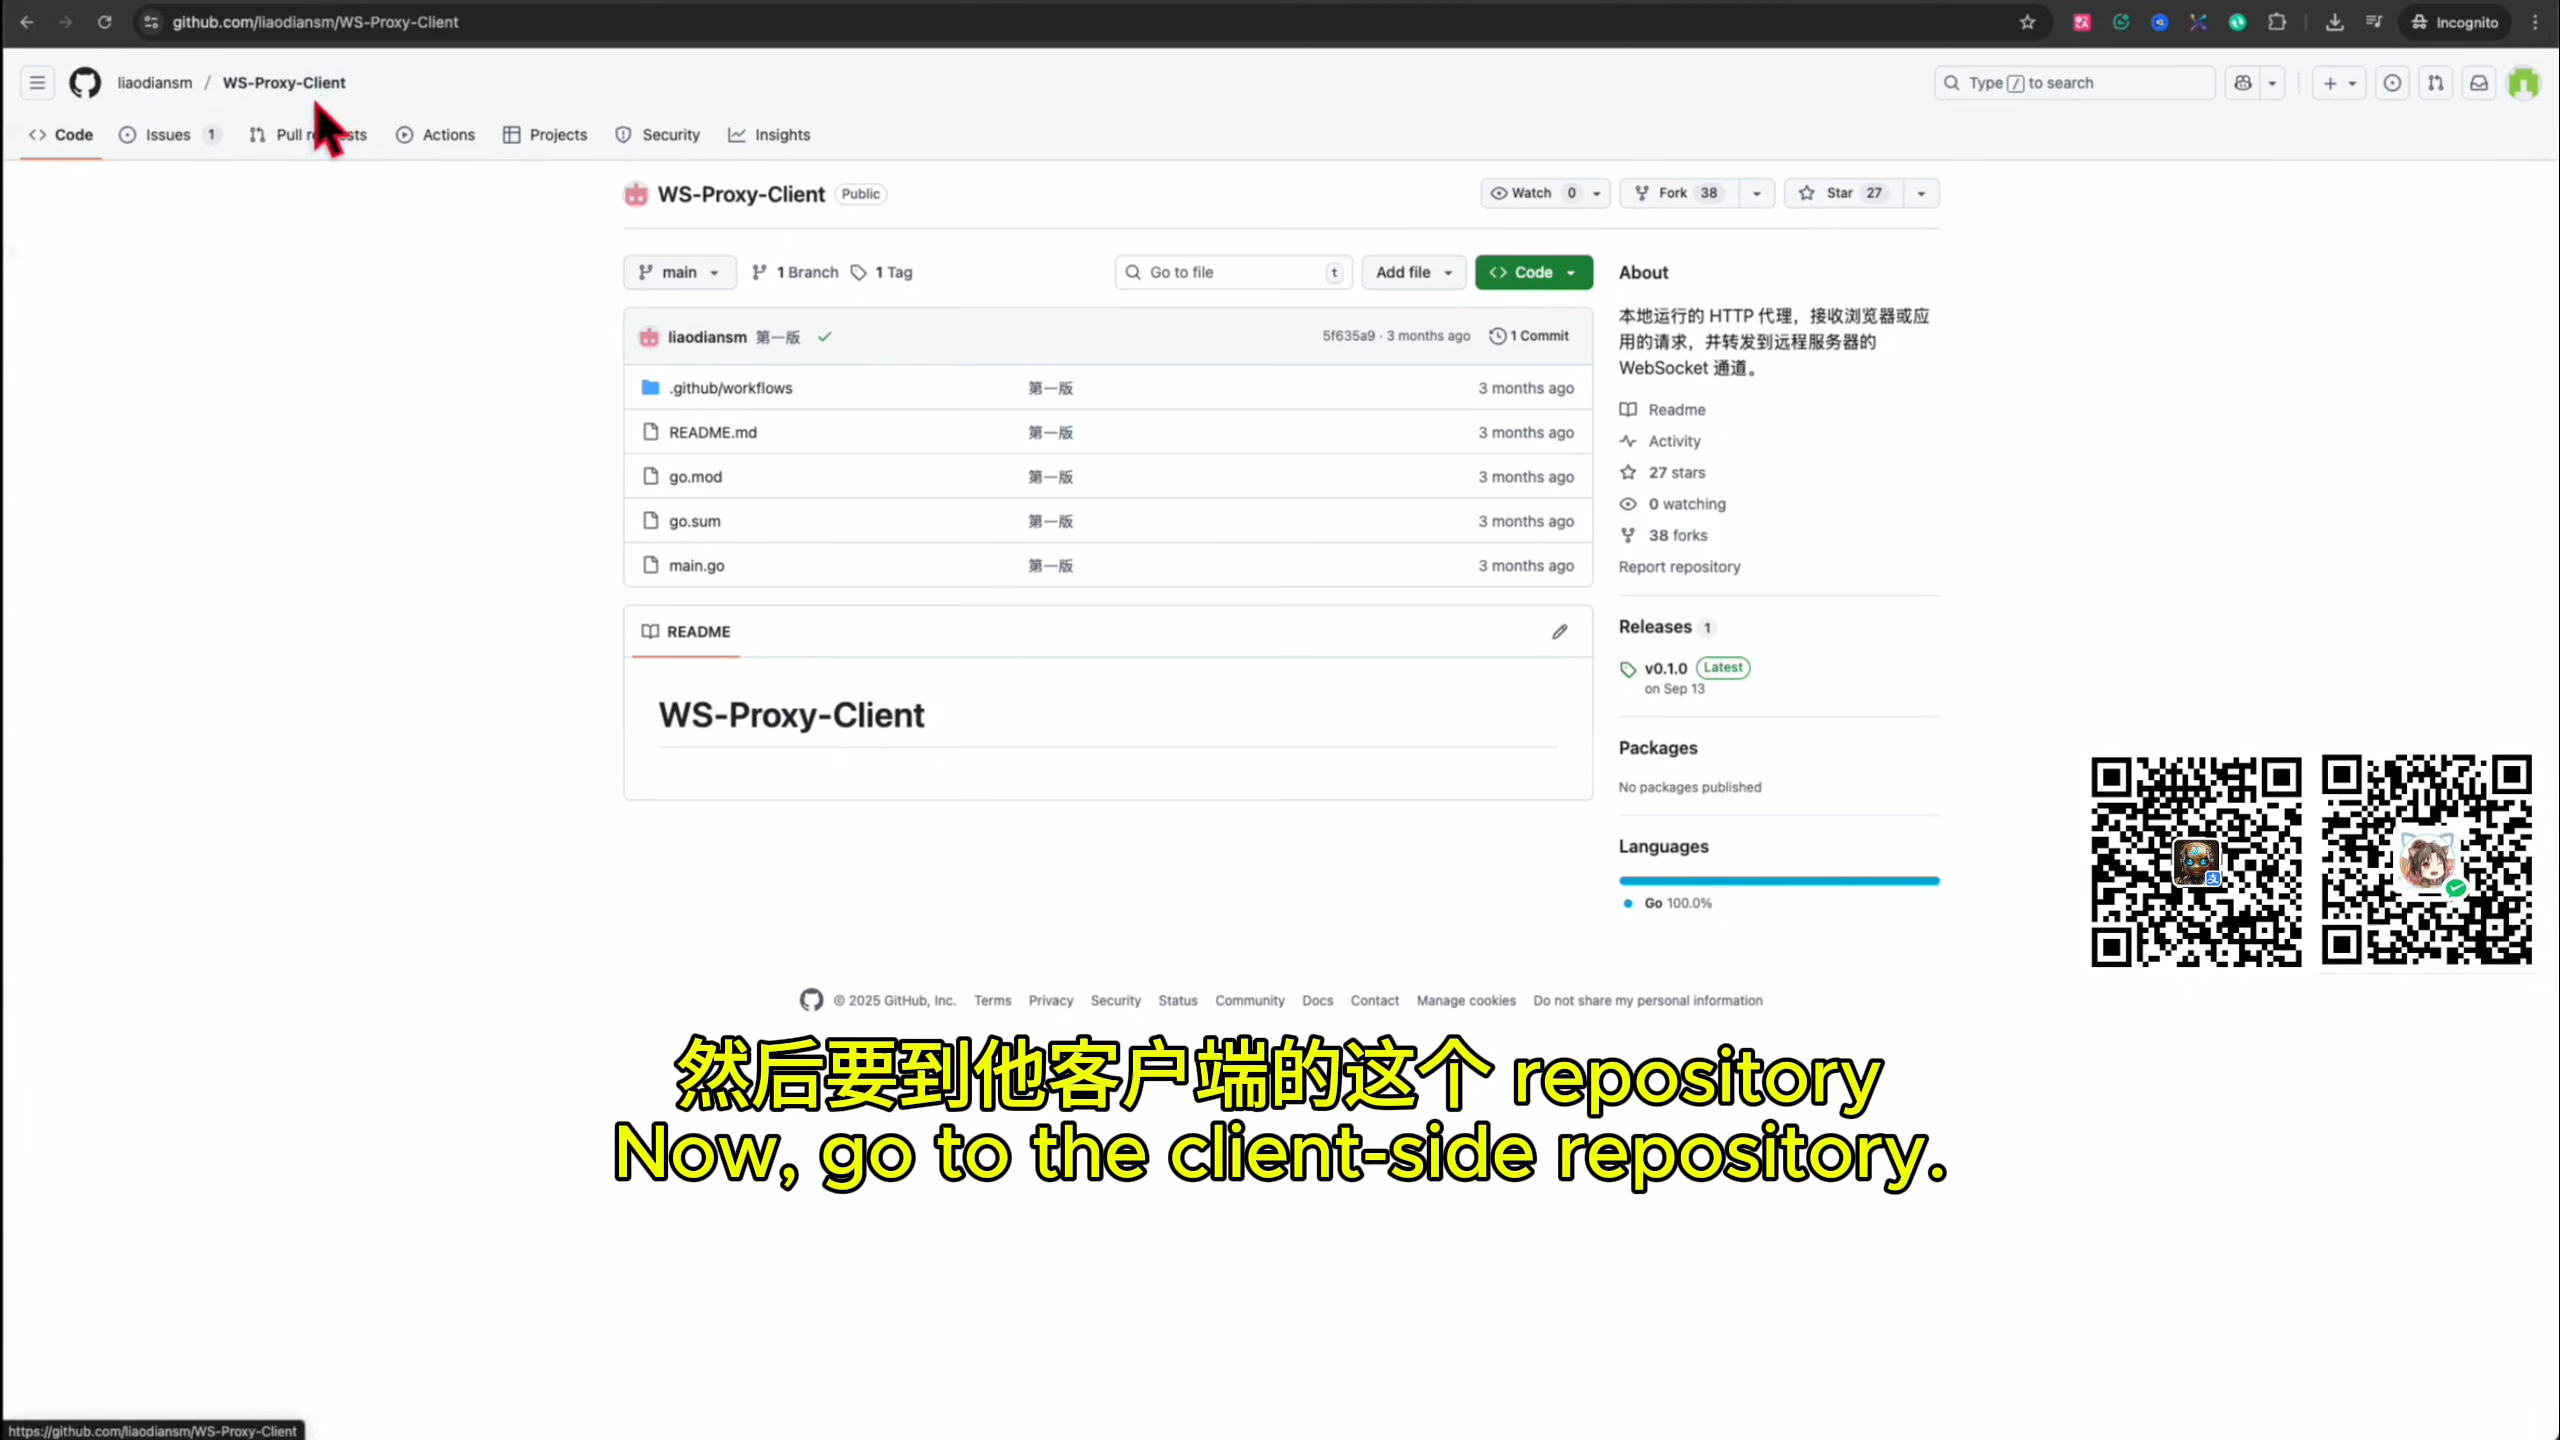 github.com/liaodiansm/WS-Proxy-Client
Incognito
liaodiansm / WS-Proxy-Client
Type / to search
Code
Issues 1
Actions
Projects
Security
Insights
WS-Proxy-Client Public
Watch 0
Fork 38
Star 27
main
1 Branch
1 Tag
Go to file t
Add file
Code
liaodiansm 第一版
5f635a9 · 3 months ago
1 Commit
.github/workflows 第一版 3 months ago
README.md 第一版 3 months ago
go.mod 第一版 3 months ago
go.sum 第一版 3 months ago
main.go 第一版 3 months ago
README
WS-Proxy-Client
About
本地运行的 HTTP 代理，接收浏览器或应
用的请求，并转发到远程服务器的
WebSocket 通道。
Readme
Activity
27 stars
0 watching
38 forks
Report repository
Releases 1
v0.1.0 Latest
on Sep 13
Packages
No packages published
Languages
Go 100.0%
支
© 2025 GitHub, Inc. Terms Privacy Security Status Community Docs Contact Manage cookies Do not share my personal information
然后要到他客户端的这个 repository
Now, go to the client-side repository.
https://github.com/liaodiansm/WS-Proxy-Client